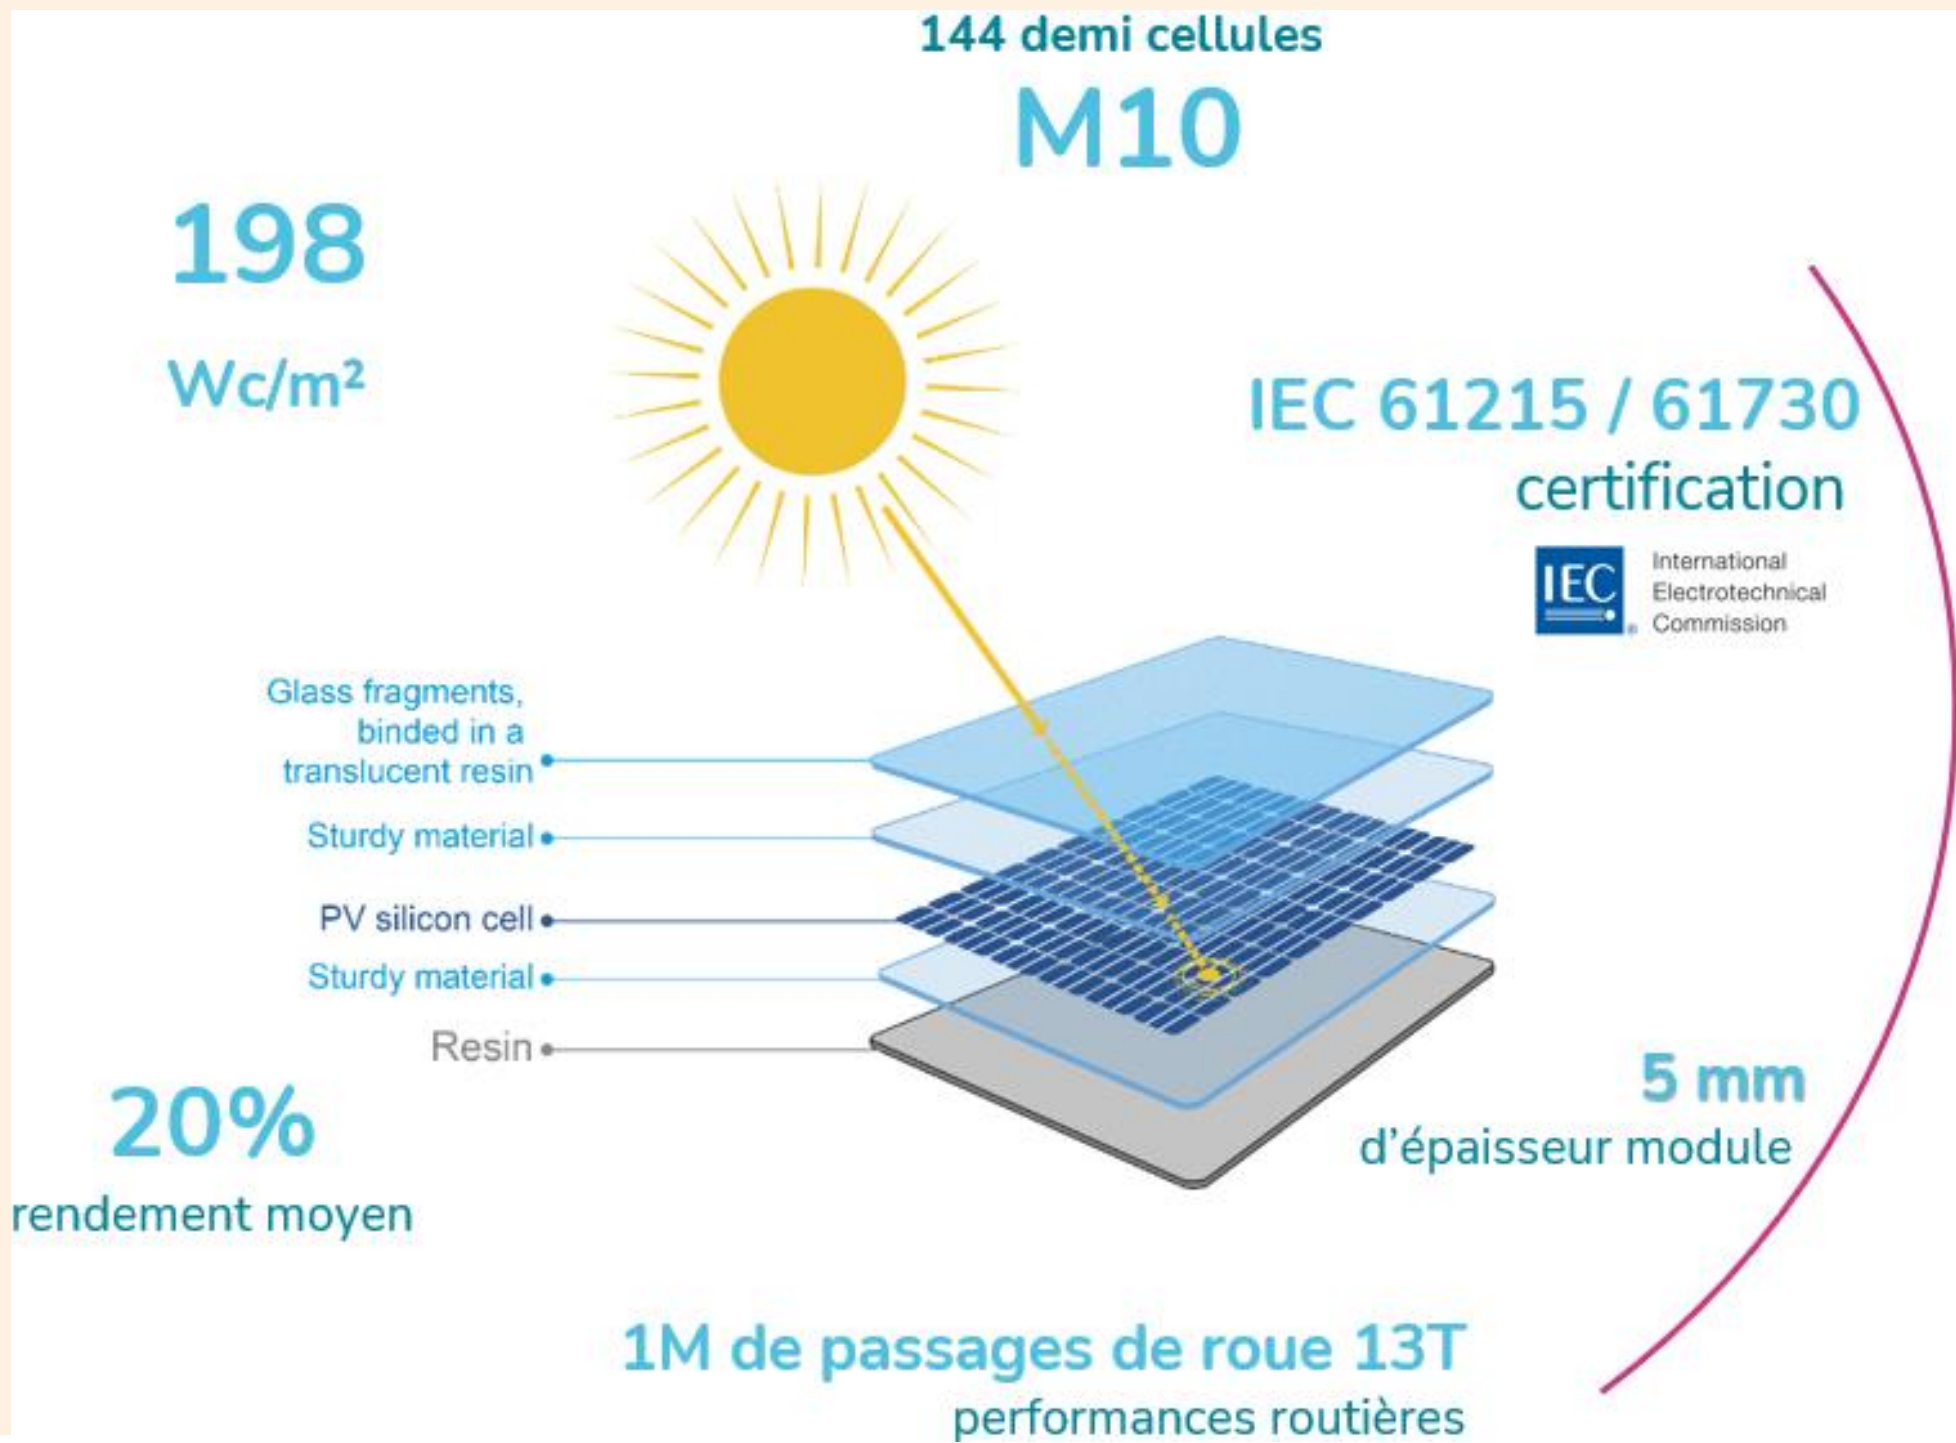 144 demi cellules
M10
198
Wc/m²
IEC 61215 / 61730
certification
IEC
®
International
Electrotechnical
Commission
Glass fragments,
binded in a
translucent resin
Sturdy material
PV silicon cell
Sturdy material
Resin
20%
rendement moyen
5 mm
d'épaisseur module
1M de passages de roue 13T
performances routières